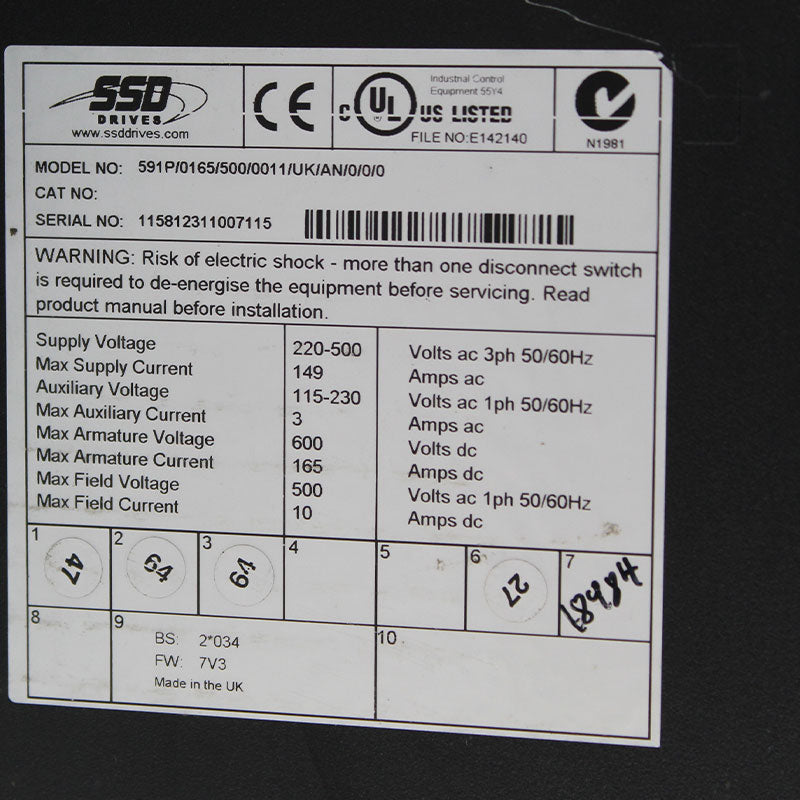 SSD
DRIVES
www.ssddrives.com
CE
C UL US LISTED
Industrial Control
Equipment 55Y4
FILE NO:E142140
N1981
MODEL NO: 591P/0165/500/0011/UK/AN/0/0/0
CAT NO:
SERIAL NO: 115812311007115
WARNING: Risk of electric shock - more than one disconnect switch
is required to de-energise the equipment before servicing. Read
product manual before installation.
Supply Voltage 220-500 Volts ac 3ph 50/60Hz
Max Supply Current 149 Amps ac
Auxiliary Voltage 115-230 Volts ac 1ph 50/60Hz
Max Auxiliary Current 3 Amps ac
Max Armature Voltage 600 Volts dc
Max Armature Current 165 Amps dc
Max Field Voltage 500 Volts ac 1ph 50/60Hz
Max Field Current 10 Amps dc
1 47
2 64
3 49
4
5
6 27
7
8
9
BS: 2*034
FW: 7V3
Made in the UK
10